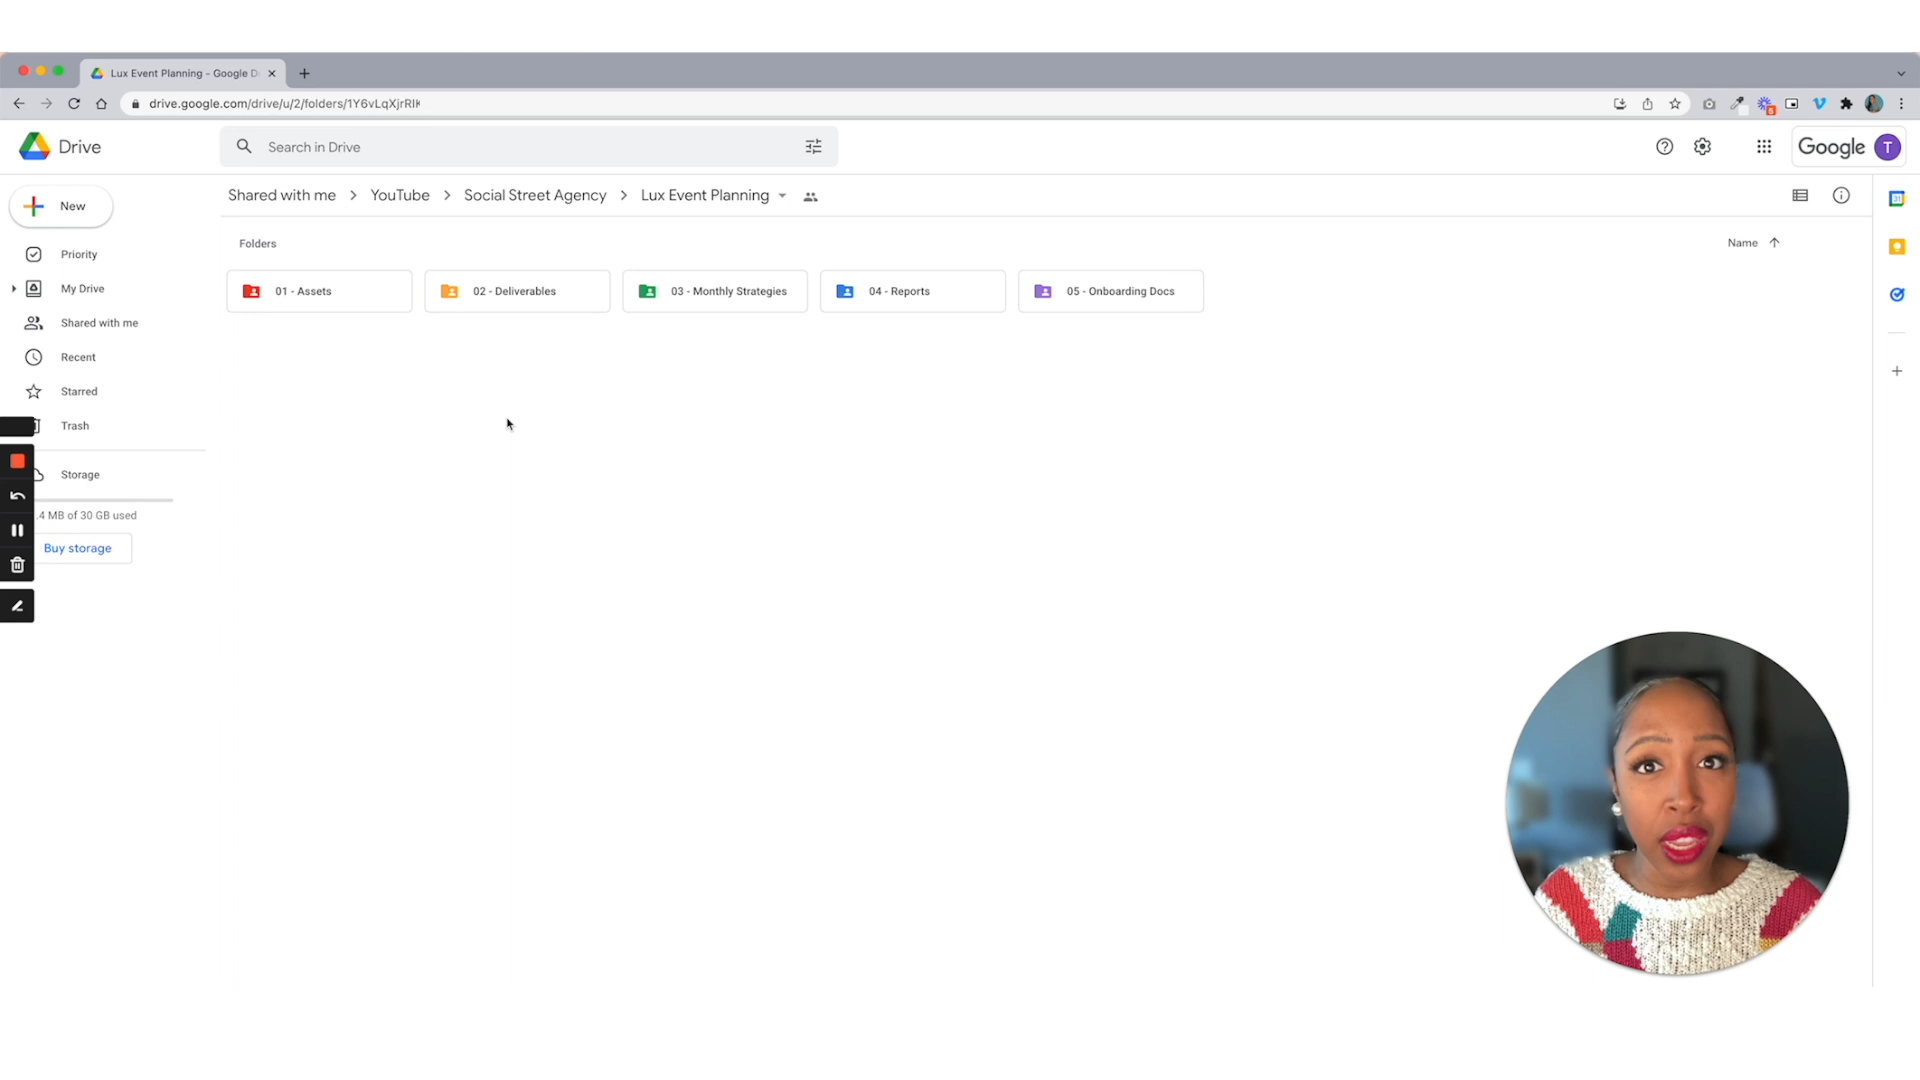 Lux Event Planning - Google D
drive.google.com/drive/u/2/folders/1Y6vLqXjrRIK
5
Drive
Search in Drive
Google T
New
Shared with me > YouTube > Social Street Agency > Lux Event Planning
31
Folders
Name
Priority
My Drive
Shared with me
Recent
Starred
Trash
Storage
.4 MB of 30 GB used
Buy storage
01 - Assets
02 - Deliverables
03 - Monthly Strategies
04 - Reports
05 - Onboarding Docs